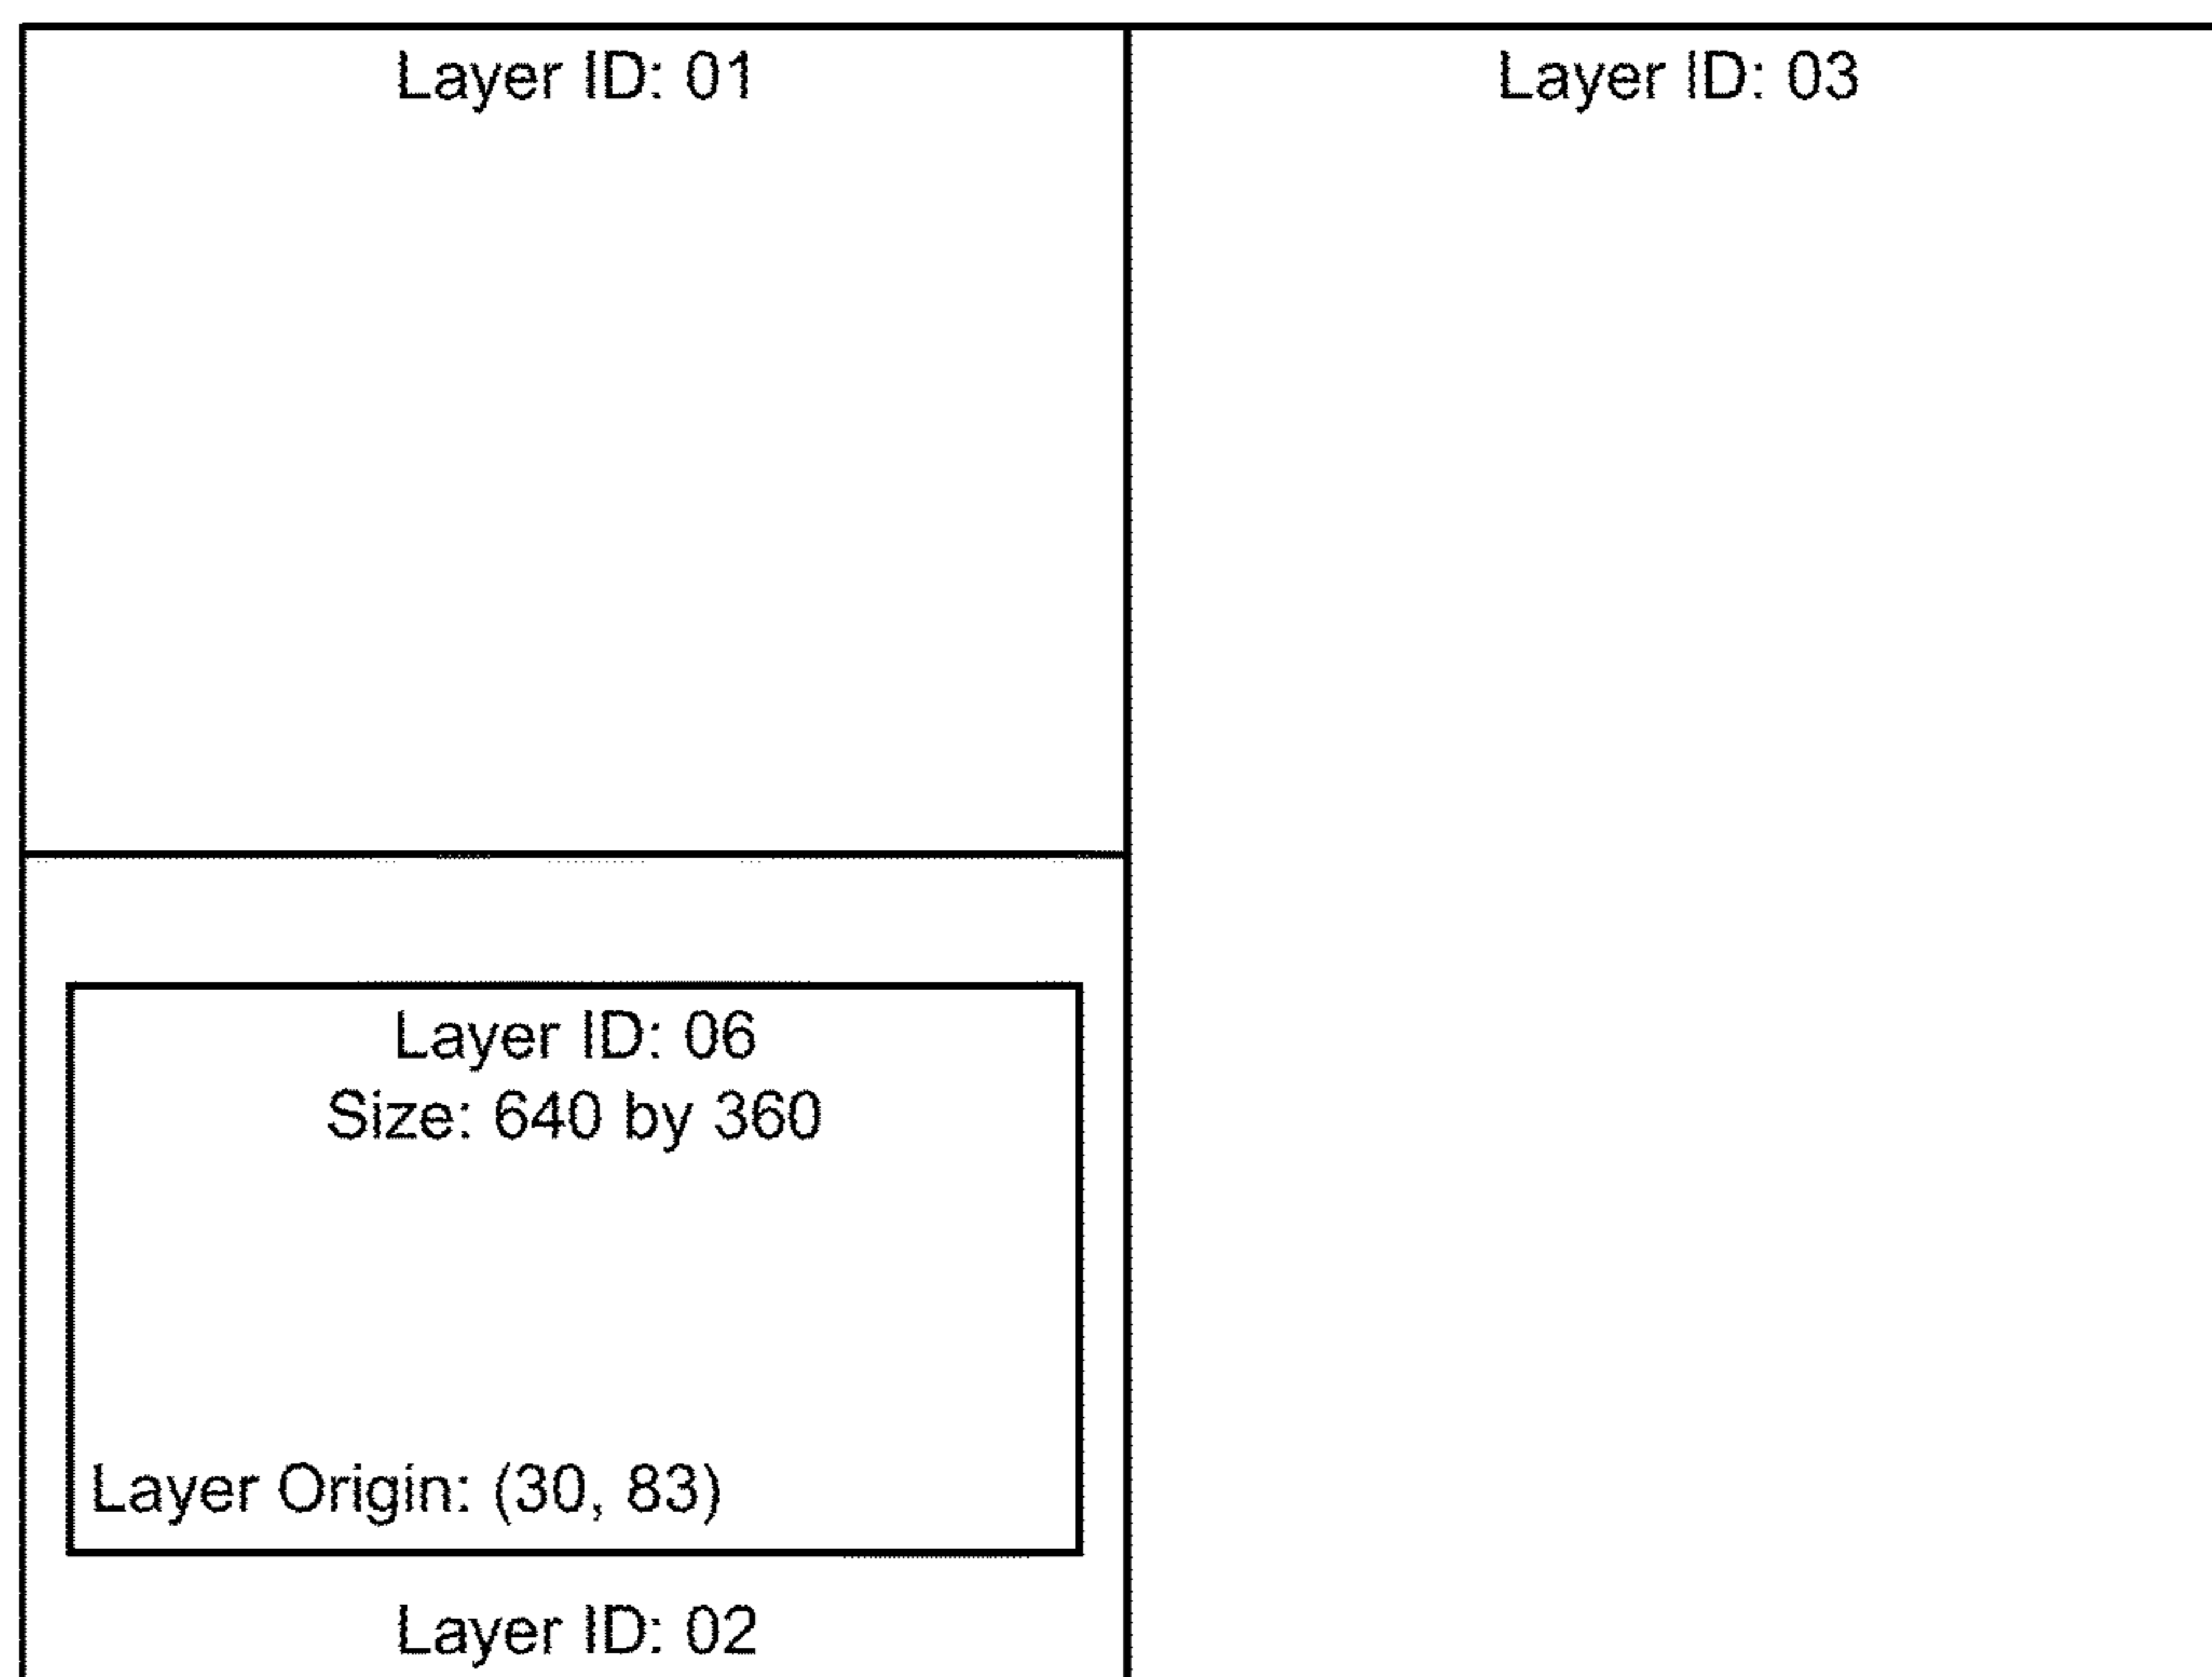 Layer ID: 01
Layer ID: 03
Layer ID: 06
Size: 640 by 360
Layer Origin: (30, 83)
Layer ID: 02